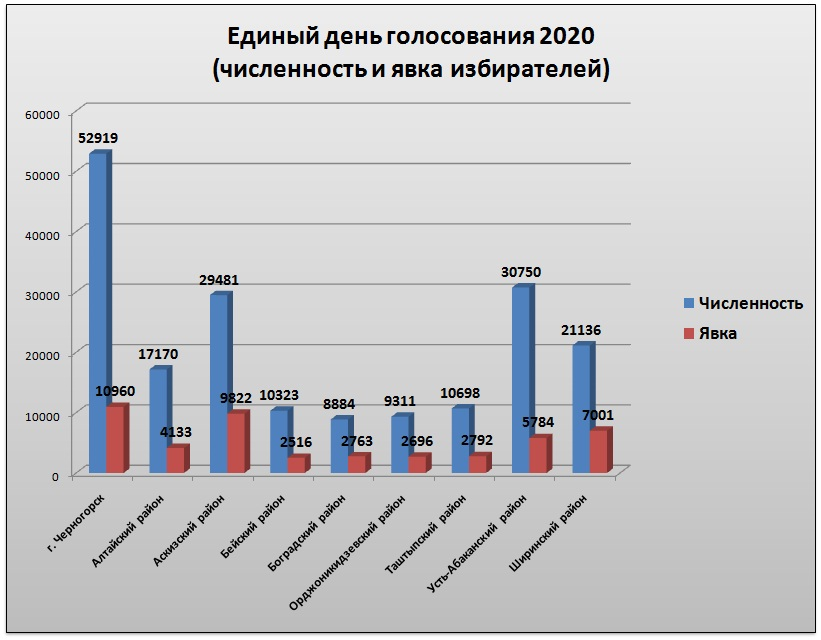 Единый день голосования 2020
(численность и явка избирателей)
60000
50000
40000
30000
20000
10000
0
52919
10960
17170
4133
29481
9822
10323
2516
8884
2763
9311
2696
10698
2792
30750
5784
21136
7001
г. Черногорск
Алтайский район
Аскизский район
Бейский район
Боградский район
Орджоникидзевский район
Таштыпский район
Усть-Абаканский район
Ширинский район
Численность
Явка